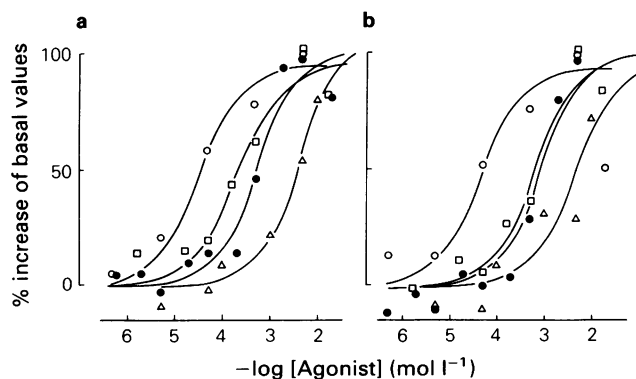 a
b
% increase of basal values
100
50
0
6 5 4 3 2
6 5 4 3 2
−log [Agonist] (mol l⁻¹)